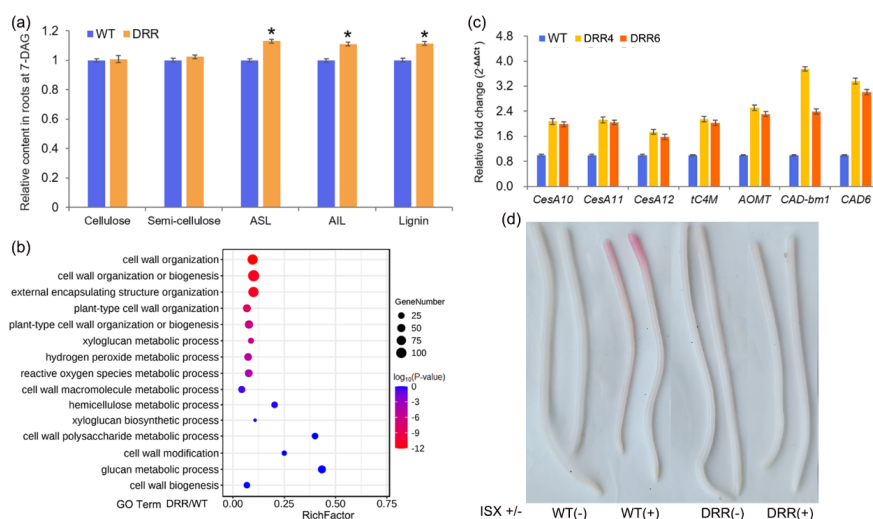 (a)
WT DRR
Relative content in roots at 7-DAG
1.2
1
0.8
0.6
0.4
0.2
0
* * *
Cellulose Semi-cellulose ASL AIL Lignin
(b)
cell wall organization
cell wall organization or biogenesis
external encapsulating structure organization
plant-type cell wall organization
plant-type cell wall organization or biogenesis
xyloglucan metabolic process
hydrogen peroxide metabolic process
reactive oxygen species metabolic process
cell wall macromolecule metabolic process
hemicellulose metabolic process
xyloglucan biosynthetic process
cell wall polysaccharide metabolic process
cell wall modification
glucan metabolic process
cell wall biogenesis
GO Term DRR/WT
0.00 0.25 0.50 0.75
RichFactor
GeneNumber
25
50
75
100
log10(P-value)
0
-3
-6
-9
-12
(c)
WT DRR4 DRR6
Relative fold change (2-ΔΔCt)
4.8
4.0
3.2
2.4
1.6
0.8
CesA10 CesA11 CesA12 tC4M AOMT CAD-bm1 CAD6
(d)
ISX +/- WT(-) WT(+) DRR(-) DRR(+)